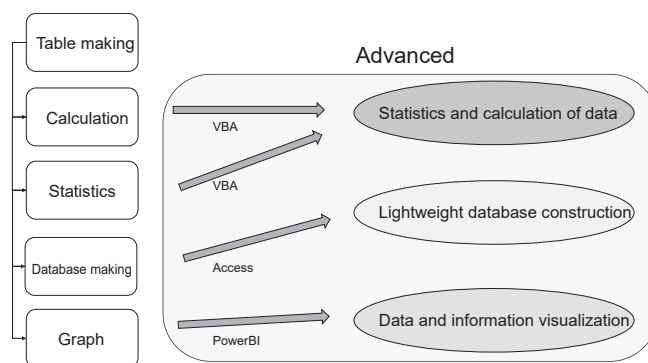 Table making
Calculation
Statistics
Database making
Graph
Advanced
VBA
VBA
Access
PowerBI
Statistics and calculation of data
Lightweight database construction
Data and information visualization